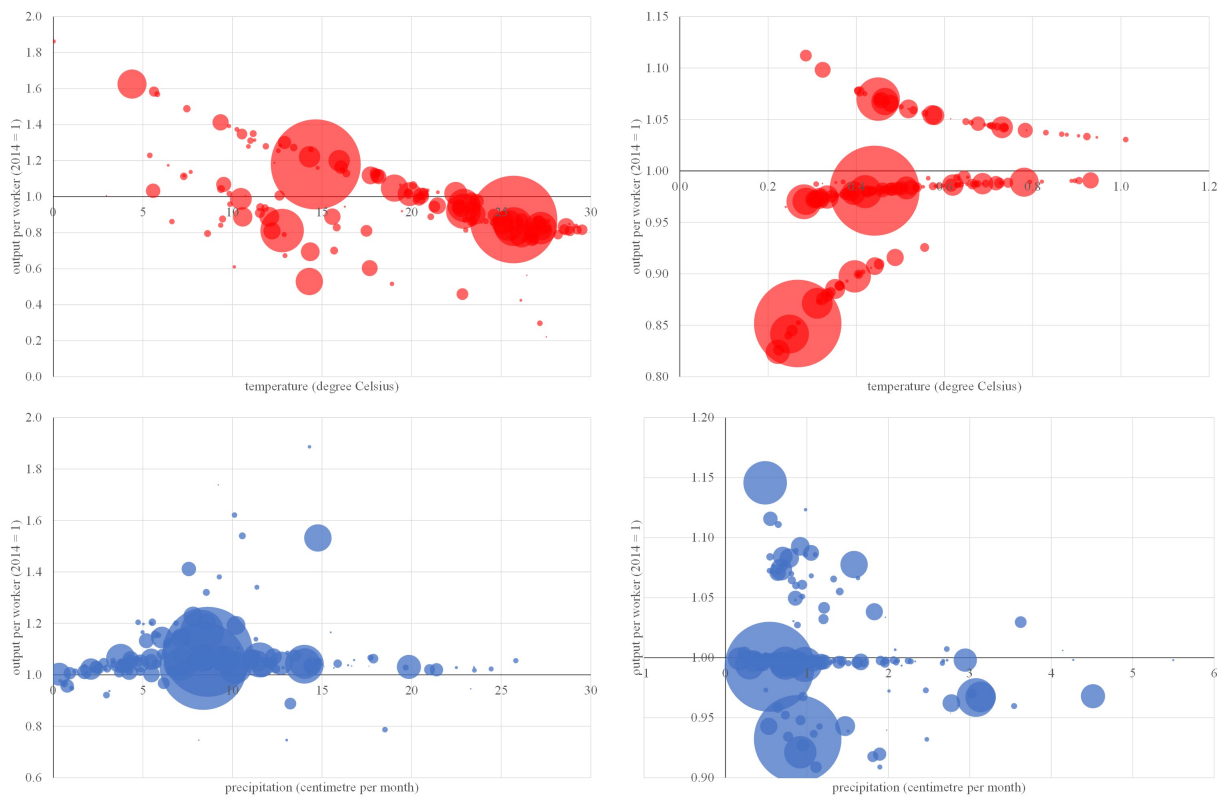 output per worker (2014 = 1)
2.0
1.8
1.6
1.4
1.2
1.0
0.8
0.6
0.4
0.2
0.0
0 5 10 15 20 25 30
temperature (degree Celsius)
output per worker (2014 = 1)
1.15
1.10
1.05
1.00
0.95
0.90
0.85
0.80
0.0 0.2 0.4 0.6 0.8 1.0 1.2
temperature (degree Celsius)
output per worker (2014 = 1)
2.0
1.8
1.6
1.4
1.2
1.0
0.8
0.6
0 5 10 15 20 25 30
precipitation (centimetre per month)
output per worker (2014 = 1)
1.20
1.15
1.10
1.05
1.00
0.95
0.90
-1 1 2 3 4 5 6
precipitation (centimetre per month)